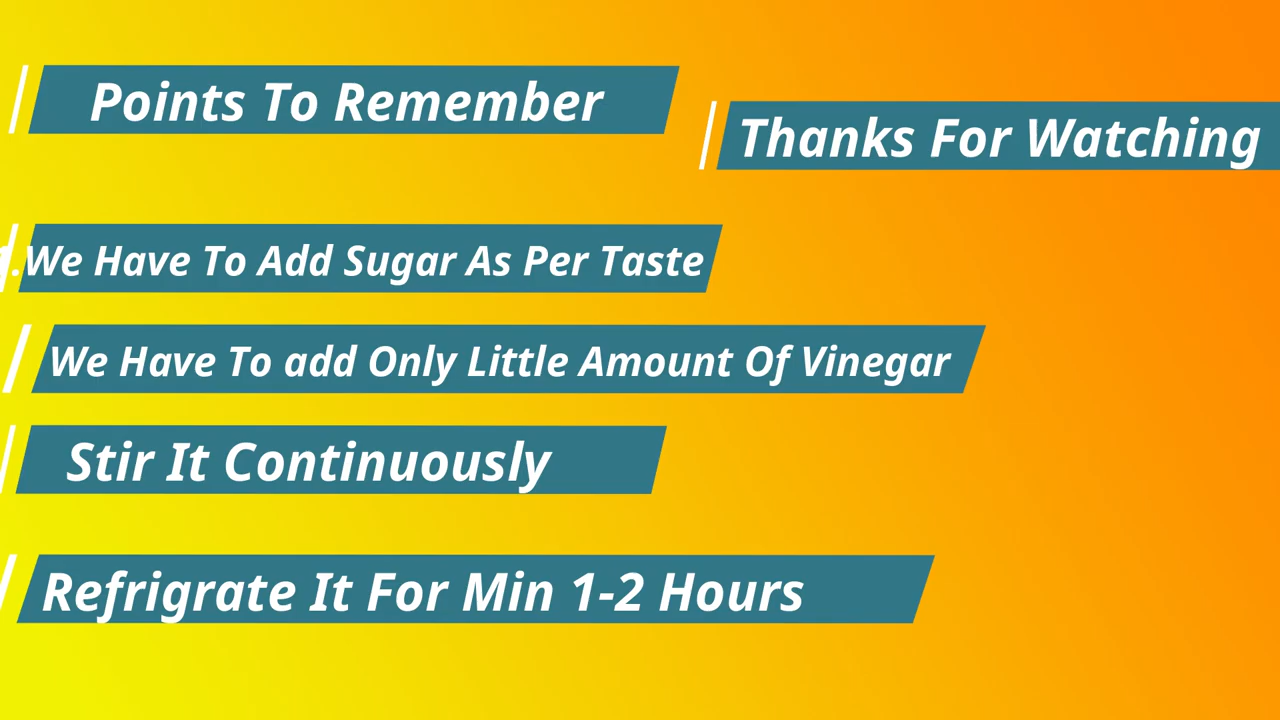 Points To Remember
Thanks For Watching
.We Have To Add Sugar As Per Taste
We Have To add Only Little Amount Of Vinegar
Stir It Continuously
Refrigrate It For Min 1-2 Hours